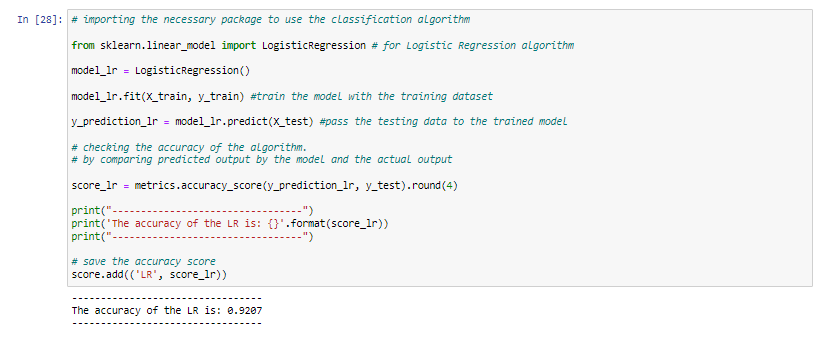 In [28]: # importing the necessary package to use the classification algorithm
from sklearn.linear_model import LogisticRegression # for Logistic Regression algorithm
model_lr = LogisticRegression()
model_lr.fit(X_train, y_train) #train the model with the training dataset
y_prediction_lr = model_lr.predict(X_test) #pass the testing data to the trained model
# checking the accuracy of the algorithm.
# by comparing predicted output by the model and the actual output
score_lr = metrics.accuracy_score(y_prediction_lr, y_test).round(4)
print("---------------------------------")
print('The accuracy of the LR is: {}'.format(score_lr))
print("---------------------------------")
# save the accuracy score
score.add(('LR', score_lr))
---------------------------------
The accuracy of the LR is: 0.9207
---------------------------------